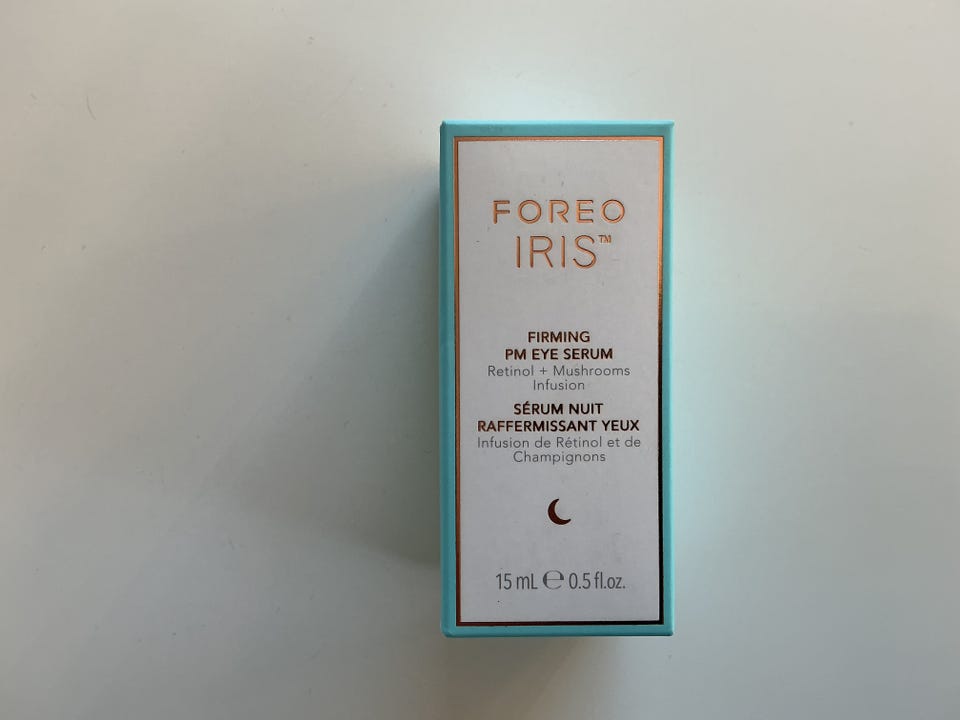 FOREO
IRIS™
FIRMING
PM EYE SERUM
Retinol + Mushrooms
Infusion
SÉRUM NUIT
RAFFERMISSANT YEUX
Infusion de Rétinol et de
Champignons
15 mL ℮ 0.5 fl.oz.